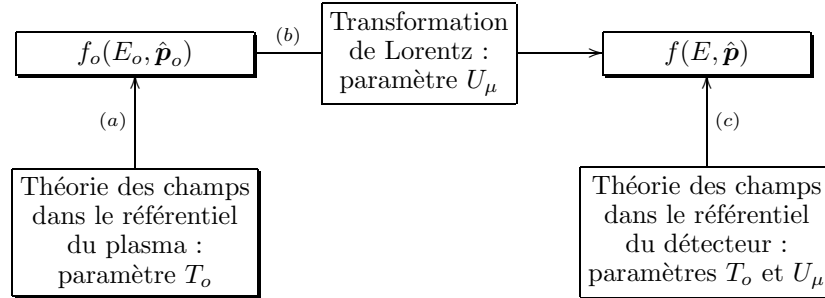 f_o(E_o, p̂_o)
(b)
Transformation
de Lorentz :
paramètre U_μ
f(E, p̂)
(a)
(c)
Théorie des champs
dans le référentiel
du plasma :
paramètre T_o
Théorie des champs
dans le référentiel
du détecteur :
paramètres T_o et U_μ